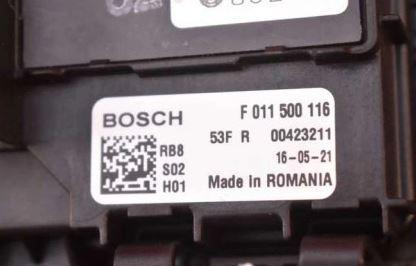 BOSCH F 011 500 116
53F R 00423211
RB8 16-05-21
S02
H01 Made in ROMANIA